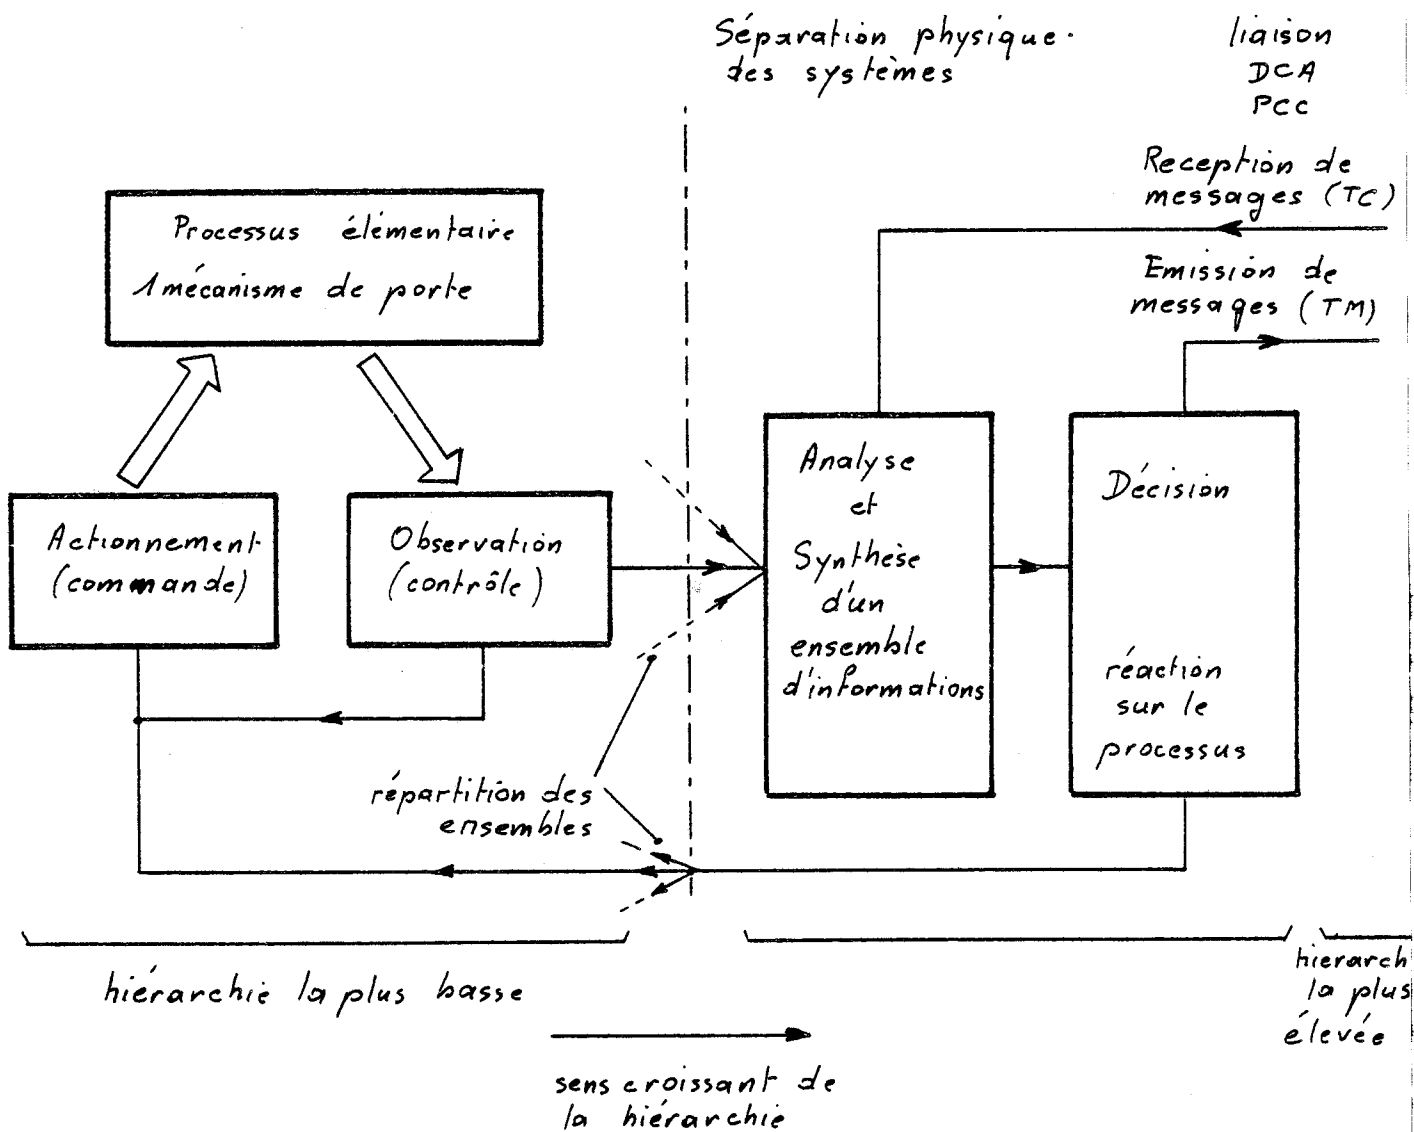 Séparation physique.
des systèmes
liaison
DCA
PCC
Reception de
messages (TC)
Emission de
messages (TM)
Processus élémentaire
1 mécanisme de porte
Actionnement
(commande)
Observation
(contrôle)
Analyse
et
Synthèse
d'un
ensemble
d'informations
Décision
réaction
sur le
processus
répartition des
ensembles
hiérarchie la plus basse
hierarch
la plus
élevée
sens croissant de
la hiérarchie